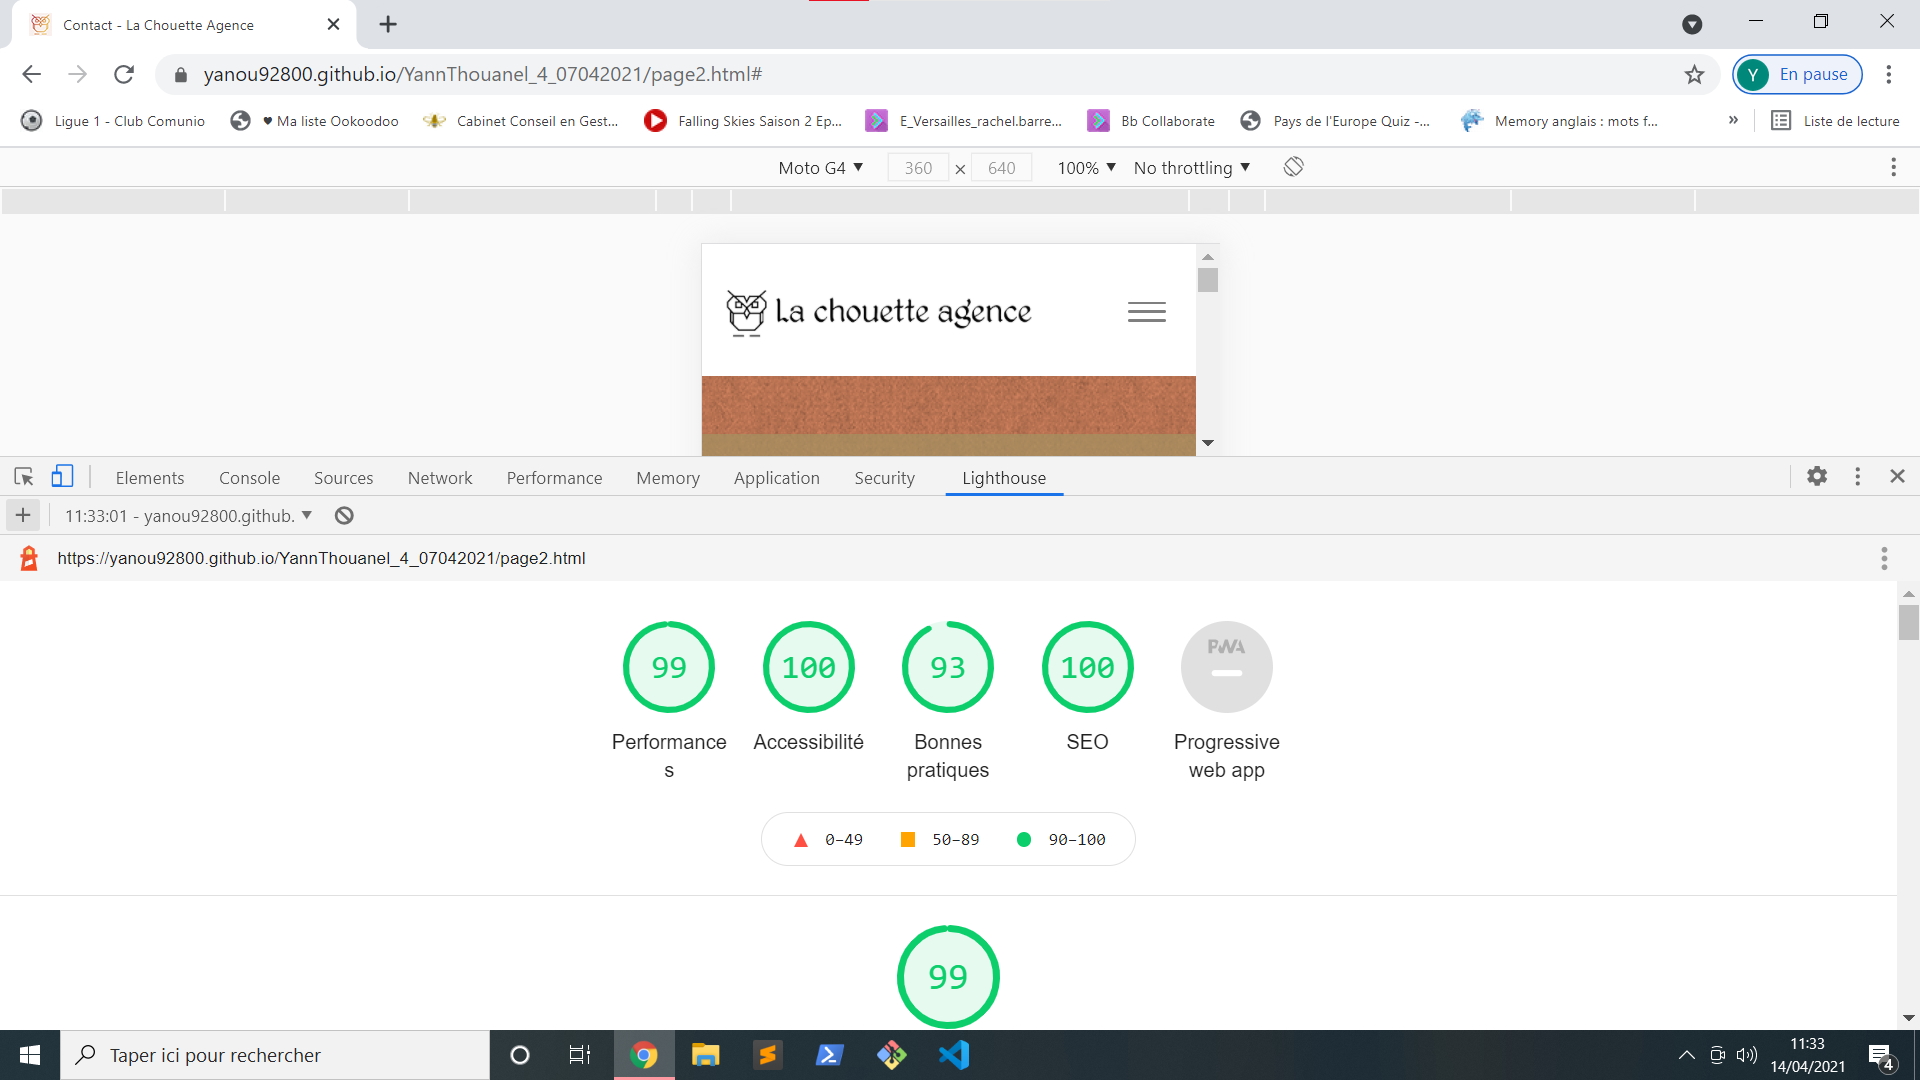 Contact - La Chouette Agence
yanou92800.github.io/YannThouanel_4_07042021/page2.html#
Y
En pause
Ligue 1 - Club Comunio
♥ Ma liste Ookoodoo
Cabinet Conseil en Gest...
Falling Skies Saison 2 Ep...
E_Versailles_rachel.barre...
Bb Collaborate
Pays de l'Europe Quiz -...
Memory anglais : mots f...
»
Liste de lecture
Moto G4 ▼
360 × 640
100% ▼
No throttling ▼
La chouette agence
Elements
Console
Sources
Network
Performance
Memory
Application
Security
Lighthouse
11:33:01 - yanou92800.github. ▼
https://yanou92800.github.io/YannThouanel_4_07042021/page2.html
99
100
93
100
PWA
Performance
s
Accessibilité
Bonnes
pratiques
SEO
Progressive
web app
0–49
50–89
90–100
99
Taper ici pour rechercher
11:33
14/04/2021
4